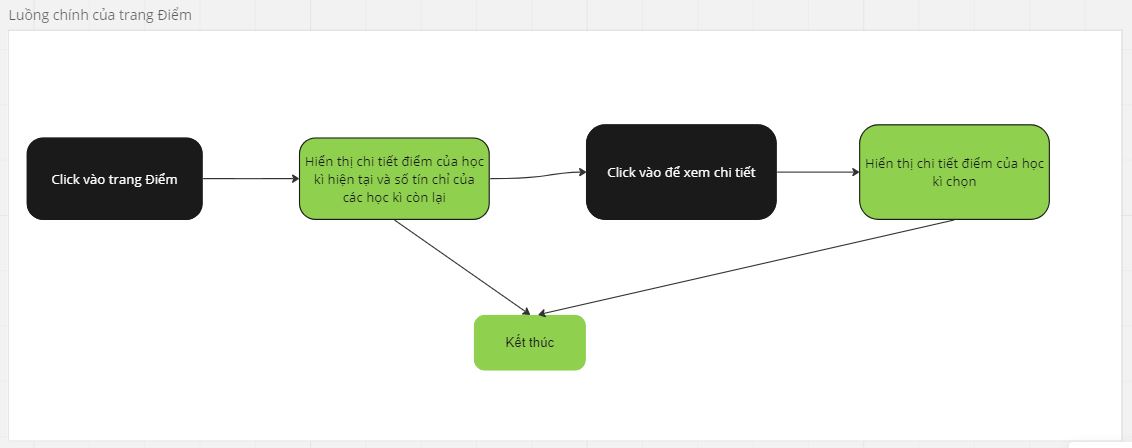 Luồng chính của trang Điểm
Click vào trang Điểm
Hiển thị chi tiết điểm của học
kì hiện tại và số tín chỉ của
các học kì còn lại
Click vào để xem chi tiết
Hiển thị chi tiết điểm của học
kì chọn
Kết thúc